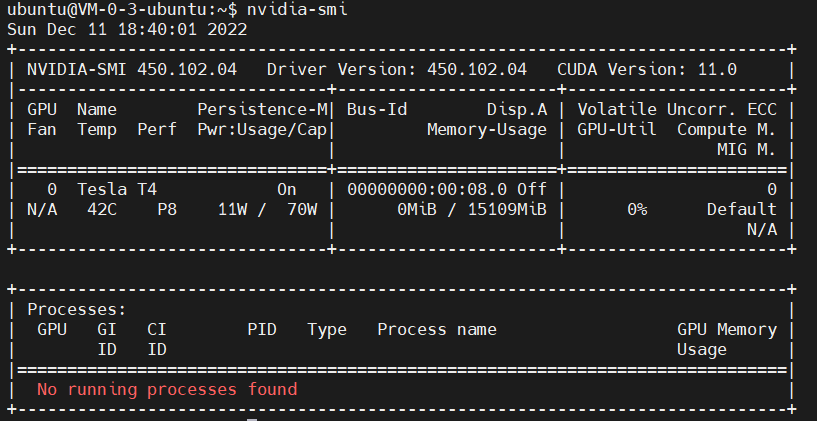 ubuntu@VM-0-3-ubuntu:~$ nvidia-smi
Sun Dec 11 18:40:01 2022
+-----------------------------------------------------------------------------+
| NVIDIA-SMI 450.102.04   Driver Version: 450.102.04   CUDA Version: 11.0     |
|-------------------------------+----------------------+----------------------+
| GPU  Name        Persistence-M| Bus-Id        Disp.A | Volatile Uncorr. ECC |
| Fan  Temp  Perf  Pwr:Usage/Cap|         Memory-Usage | GPU-Util  Compute M. |
|                               |                      |               MIG M. |
|===============================+======================+======================|
|   0  Tesla T4            On   | 00000000:00:08.0 Off |                    0 |
| N/A   42C    P8    11W /  70W |      0MiB / 15109MiB |      0%      Default |
|                               |                      |                  N/A |
+-------------------------------+----------------------+----------------------+

+-----------------------------------------------------------------------------+
| Processes:                                                                  |
|  GPU   GI   CI        PID   Type   Process name                  GPU Memory |
|        ID   ID                                                   Usage      |
|=============================================================================|
|  No running processes found                                                 |
+-----------------------------------------------------------------------------+